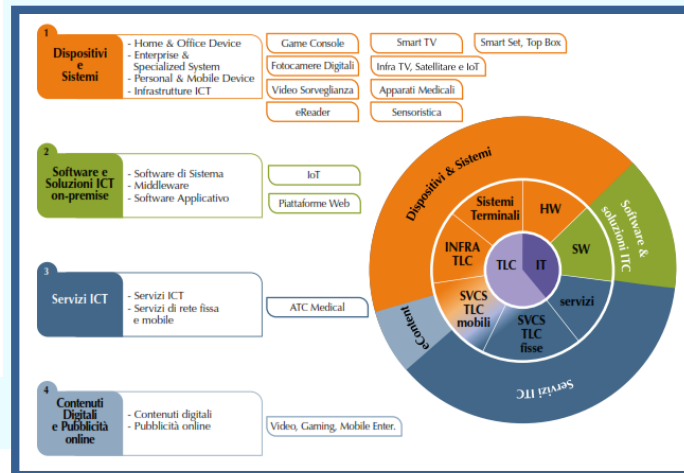 1
Dispositivi
e
Sistemi
- Home & Office Device
- Enterprise &
Specialized System
- Personal & Mobile Device
- Infrastrutture ICT
Game Console
Smart TV
Smart Set, Top Box
Fotocamere Digitali
Infra TV, Satellitare e IoT
Video Sorveglianza
Apparati Medicali
eReader
Sensoristica
2
Software e
Soluzioni ICT
on-premise
- Software di Sistema
- Middleware
- Software Applicativo
IoT
Piattaforme Web
3
Servizi ICT
- Servizi ICT
- Servizi di rete fissa
e mobile
ATC Medical
4
Contenuti
Digitali
e Pubblicità
online
- Contenuti digitali
- Pubblicità online
Video, Gaming, Mobile Enter.
Dispositivi & Sistemi
Software &
soluzioni ITC
Servizi ITC
eContent
Sistemi
Terminali
HW
INFRA
TLC
TLC
IT
SW
SVCS
TLC
mobili
SVCS
TLC
fisse
servizi